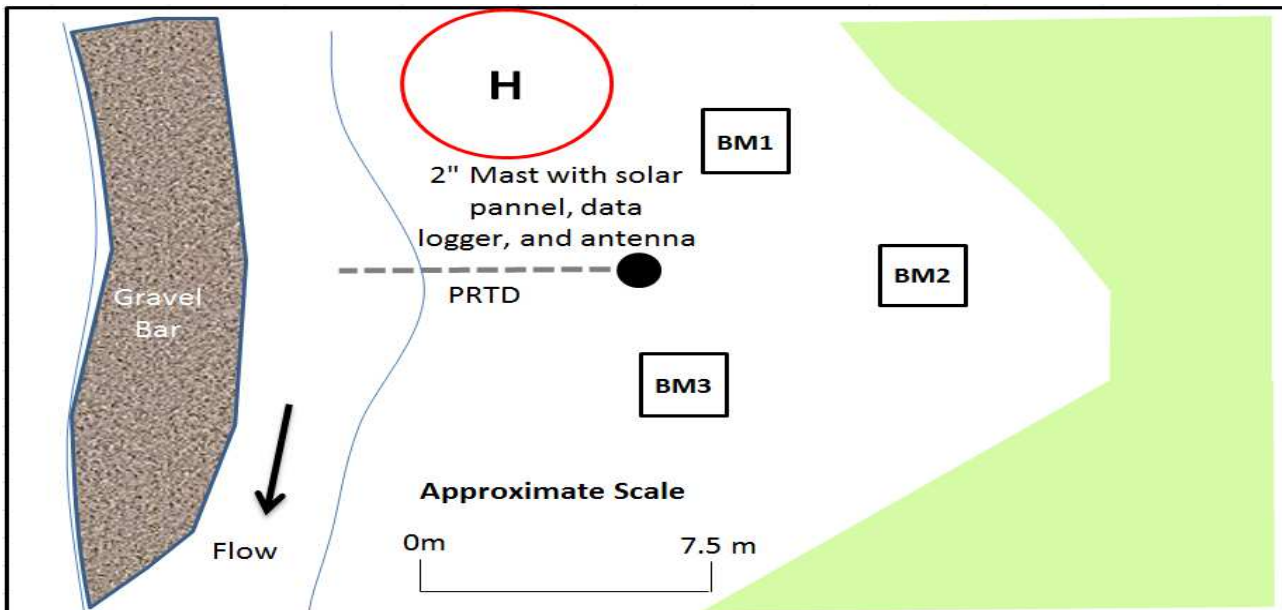 H
BM1
2" Mast with solar
pannel, data
logger, and antenna
BM2
PRTD
Gravel
Bar
BM3
Approximate Scale
0m
7.5 m
Flow